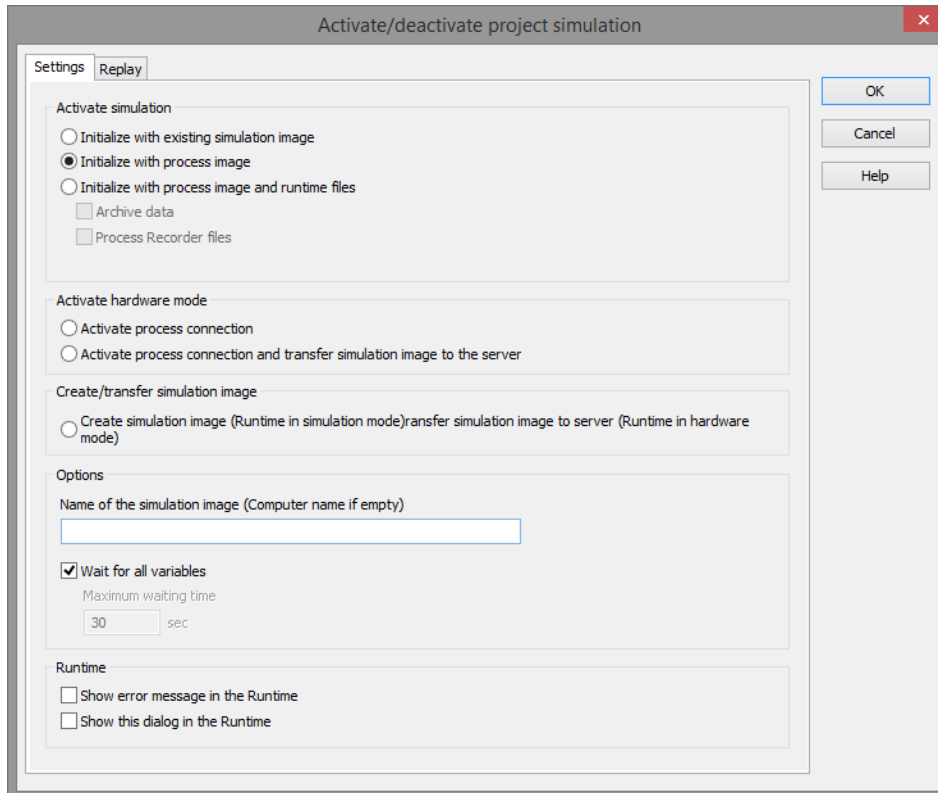 Activate/deactivate project simulation
Settings
Replay
OK
Cancel
Help
Activate simulation
Initialize with existing simulation image
Initialize with process image
Initialize with process image and runtime files
Archive data
Process Recorder files
Activate hardware mode
Activate process connection
Activate process connection and transfer simulation image to the server
Create/transfer simulation image
Create simulation image (Runtime in simulation mode)ransfer simulation image to server (Runtime in hardware
mode)
Options
Name of the simulation image (Computer name if empty)
Wait for all variables
Maximum waiting time
30 sec
Runtime
Show error message in the Runtime
Show this dialog in the Runtime